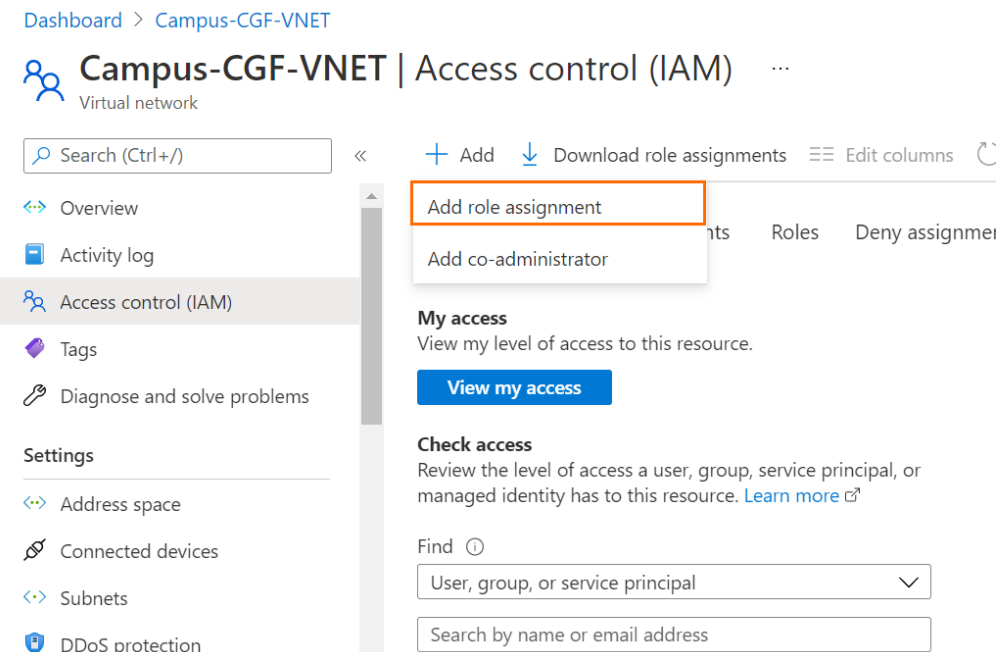 Dashboard > Campus-CGF-VNET
Campus-CGF-VNET | Access control (IAM) ...
Virtual network
Search (Ctrl+/) «
+ Add Download role assignments Edit columns
Add role assignment
Add co-administrator
Roles Deny assignmen
Overview
Activity log
Access control (IAM)
Tags
Diagnose and solve problems
Settings
Address space
Connected devices
Subnets
DDoS protection
My access
View my level of access to this resource.
View my access
Check access
Review the level of access a user, group, service principal, or
managed identity has to this resource. Learn more
Find
User, group, or service principal
Search by name or email address